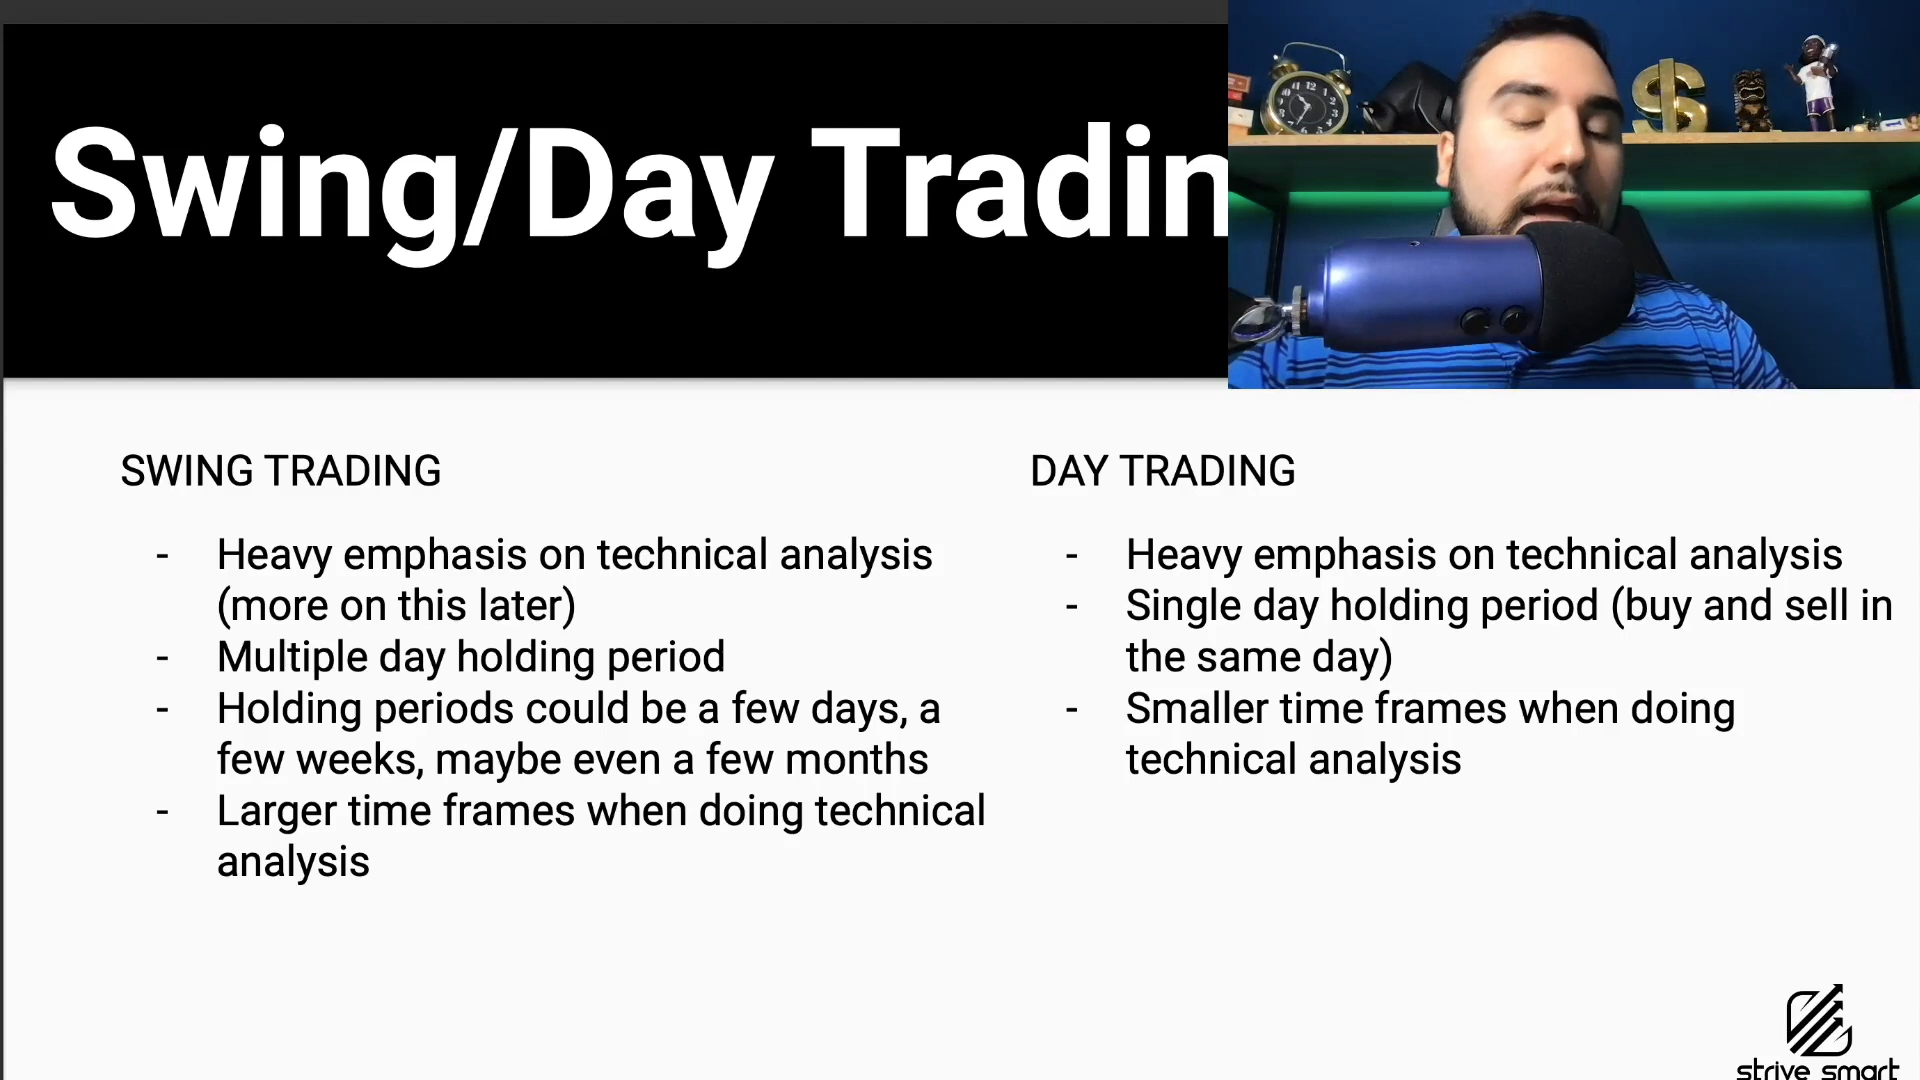 Swing/Day Tradin
SWING TRADING
- Heavy emphasis on technical analysis
(more on this later)
- Multiple day holding period
- Holding periods could be a few days, a
few weeks, maybe even a few months
- Larger time frames when doing technical
analysis
DAY TRADING
- Heavy emphasis on technical analysis
- Single day holding period (buy and sell in
the same day)
- Smaller time frames when doing
technical analysis
strive smart